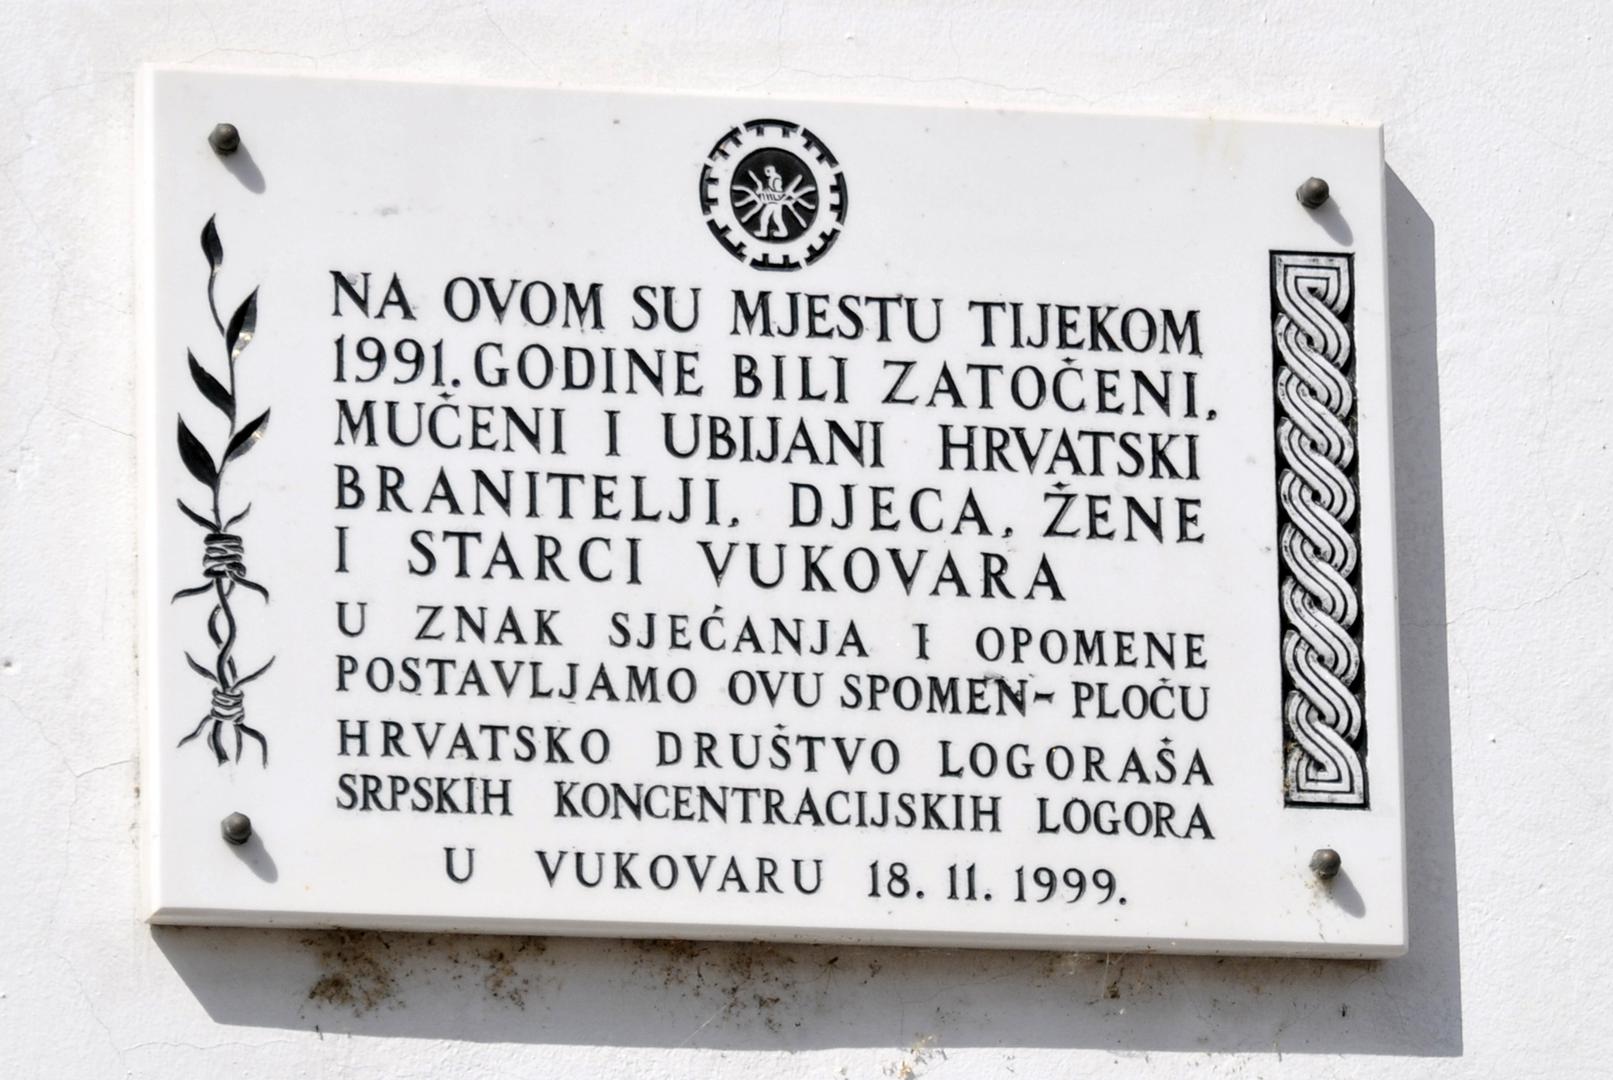 NA OVOM SU MJESTU TIJEKOM
1991. GODINE BILI ZATOČENI,
MUČENI I UBIJANI HRVATSKI
BRANITELJI, DJECA, ŽENE
I STARCI VUKOVARA
U ZNAK SJEĆANJA I OPOMENE
POSTAVLJAMO OVU SPOMEN-PLOČU
HRVATSKO DRUŠTVO LOGORAŠA
SRPSKIH KONCENTRACIJSKIH LOGORA
U VUKOVARU 18. 11. 1999.